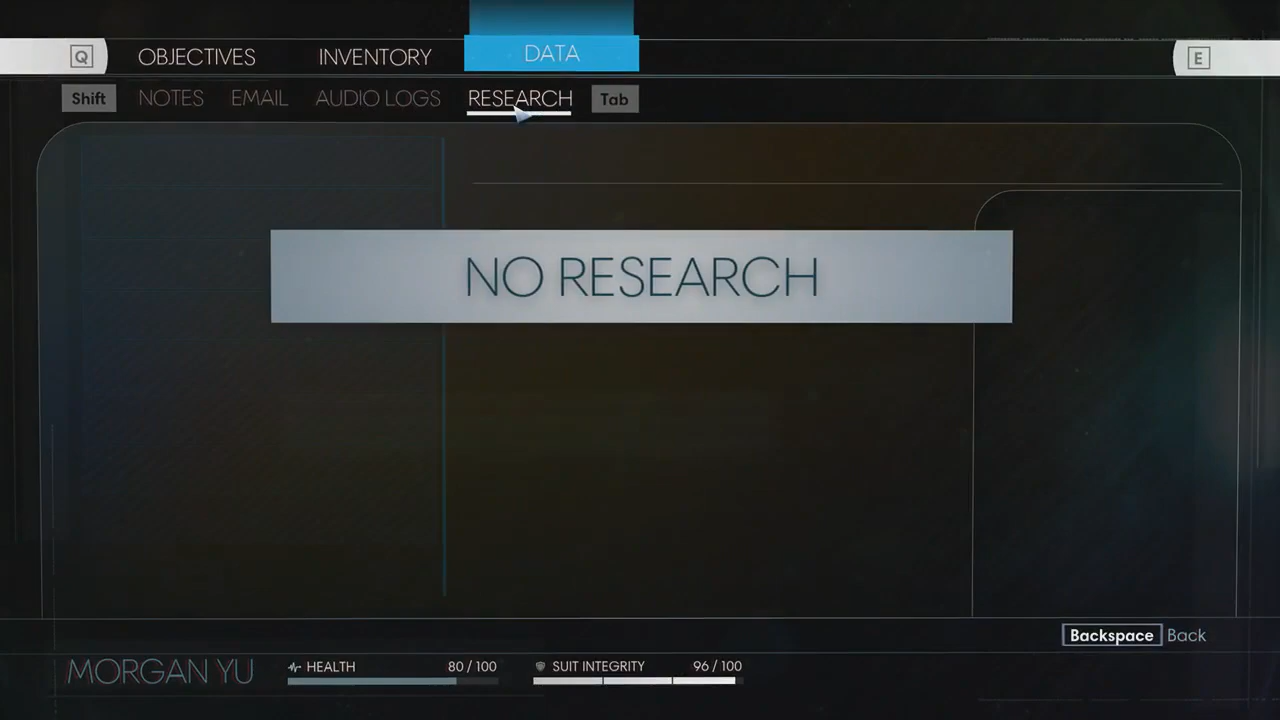 Q OBJECTIVES INVENTORY DATA E
Shift NOTES EMAIL AUDIO LOGS RESEARCH Tab
NO RESEARCH
Backspace Back
MORGAN YU HEALTH 80 / 100 SUIT INTEGRITY 96 / 100